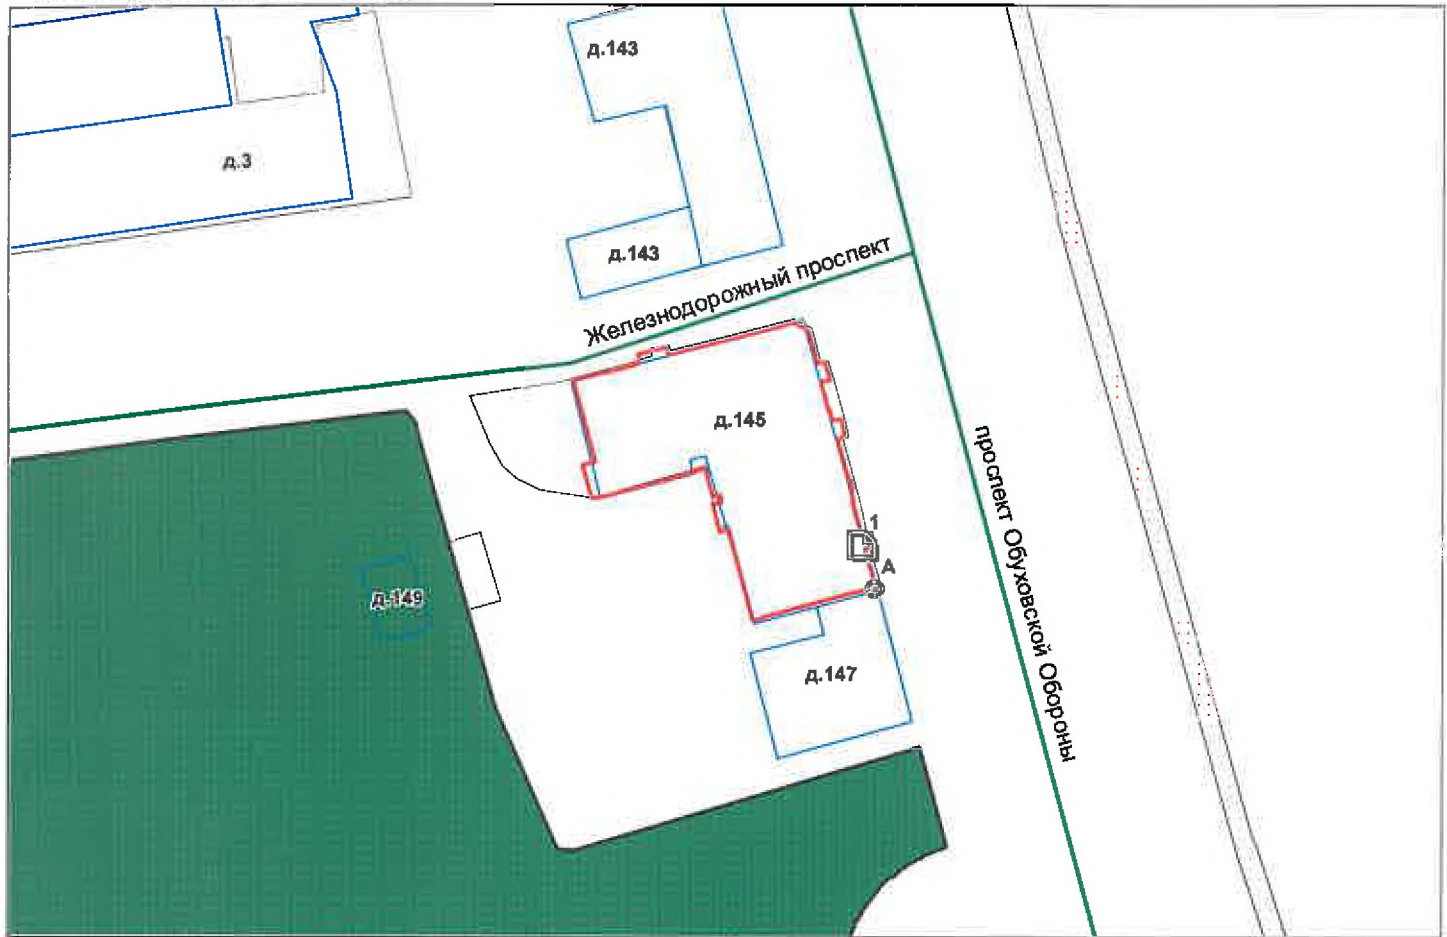 д.143
д.3
д.143
Железнодорожный проспект
д.145
проспект Обуховской Обороны
1
А
д.149
д.147